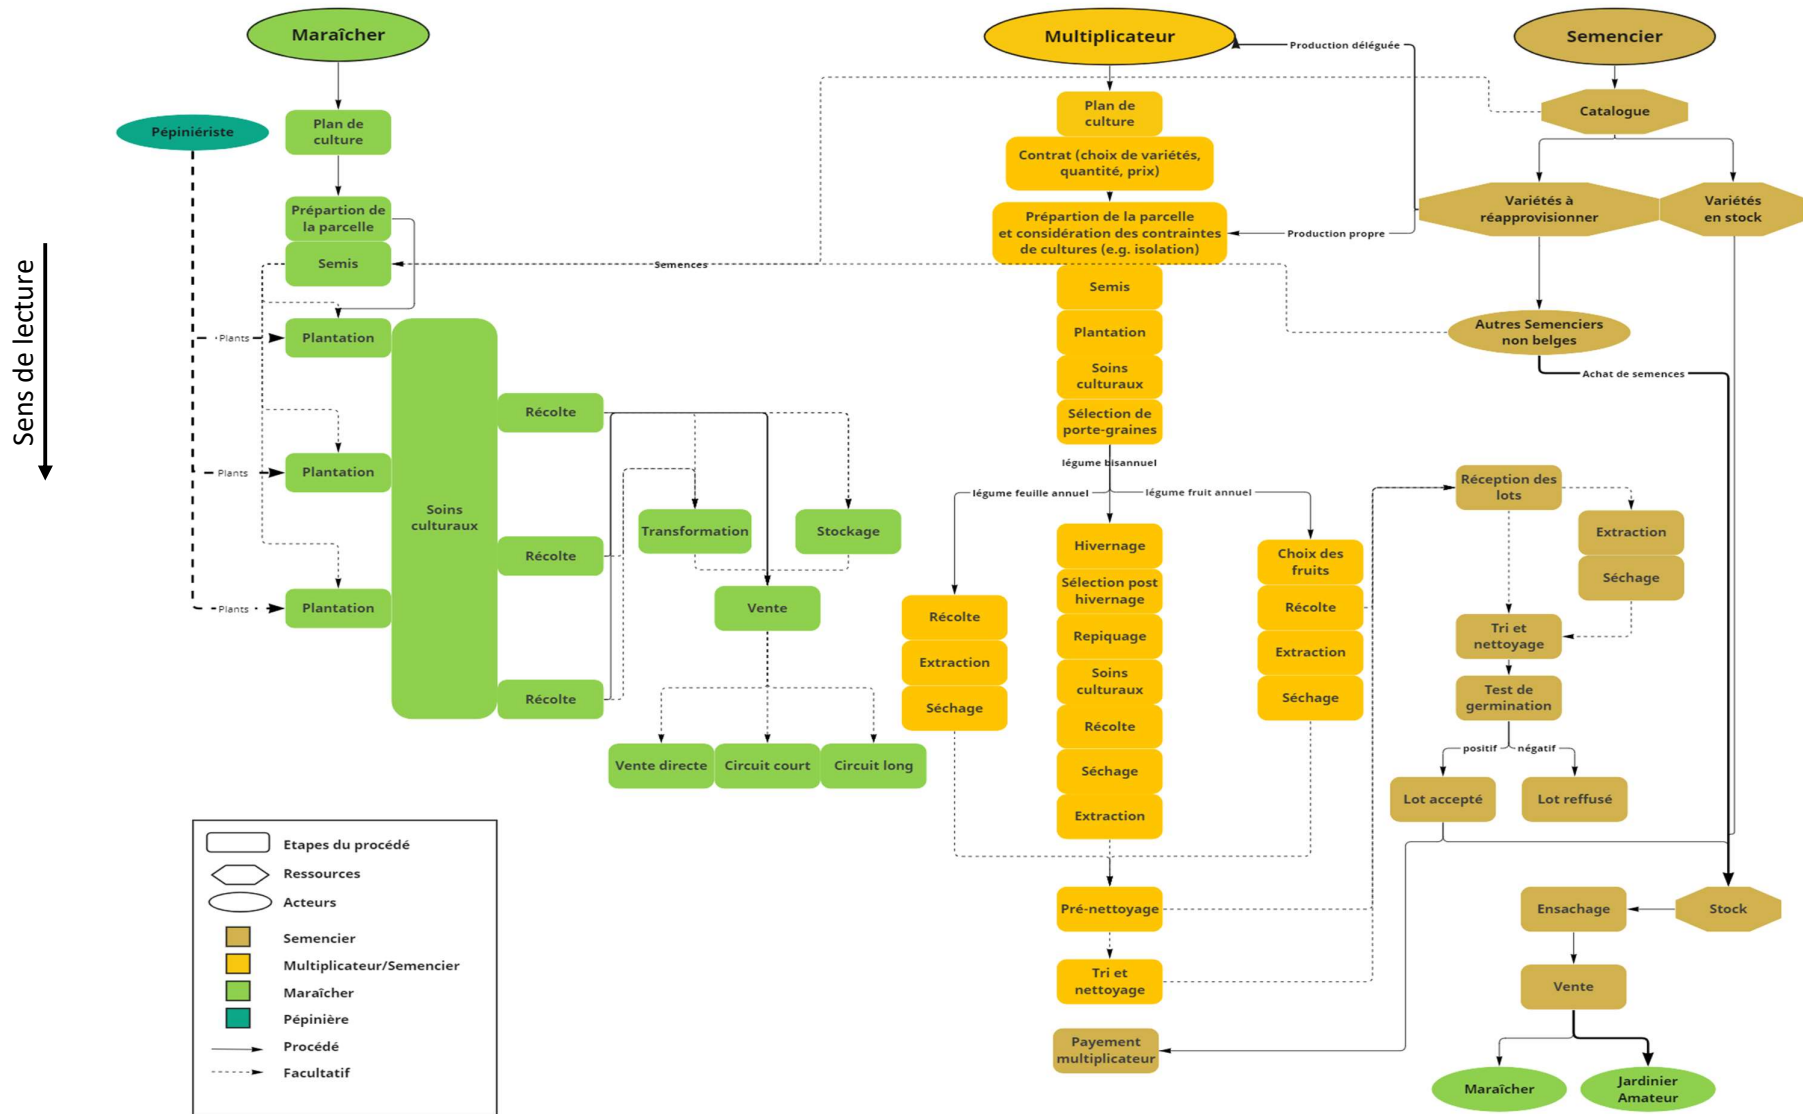 Maraîcher
Multiplicateur
Semencier
Production déléguée
Pépiniériste
Plan de
culture
Plan de
culture
Catalogue
Contrat (choix de variétés,
quantité, prix)
Prépartion de
la parcelle
Prépartion de la parcelle
et considération des contraintes
de cultures (e.g. isolation)
Production propre
Variétés à
réapprovisionner
Variétés
en stock
Sens de lecture
Semis
Semences
Semis
Plants
Plantation
Plantation
Autres Semenciers
non belges
Soins
culturaux
Achat de semences
Récolte
Sélection de
porte-graines
légume bisannuel
Plants
Plantation
légume feuille annuel
légume fruit annuel
Réception des
lots
Soins
culturaux
Transformation
Stockage
Hivernage
Choix des
fruits
Extraction
Récolte
Sélection post
hivernage
Séchage
Plants
Plantation
Vente
Récolte
Repiquage
Récolte
Tri et
nettoyage
Extraction
Soins
culturaux
Extraction
Récolte
Séchage
Séchage
Test de
germination
Récolte
positif
négatif
Vente directe
Circuit court
Circuit long
Séchage
Lot accepté
Lot reffusé
Extraction
Pré-nettoyage
Ensachage
Stock
Tri et
nettoyage
Vente
Payement
multiplicateur
Maraîcher
Jardinier
Amateur
Etapes du procédé
Ressources
Acteurs
Semencier
Multiplicateur/Semencier
Maraîcher
Pépinière
Procédé
Facultatif